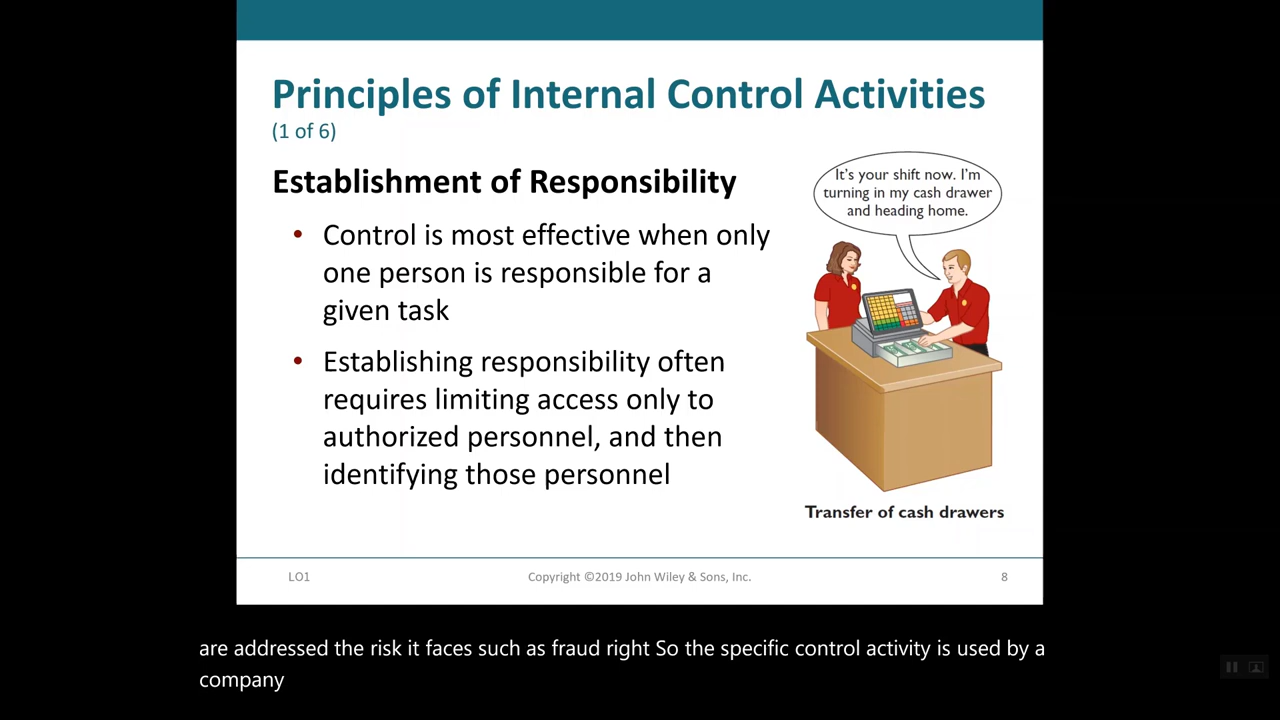 Principles of Internal Control Activities
(1 of 6)
Establishment of Responsibility
• Control is most effective when only
one person is responsible for a
given task
• Establishing responsibility often
requires limiting access only to
authorized personnel, and then
identifying those personnel
It's your shift now. I'm
turning in my cash drawer
and heading home.
Transfer of cash drawers
LO1
Copyright ©2019 John Wiley & Sons, Inc.
8
are addressed the risk it faces such as fraud right So the specific control activity is used by a
company